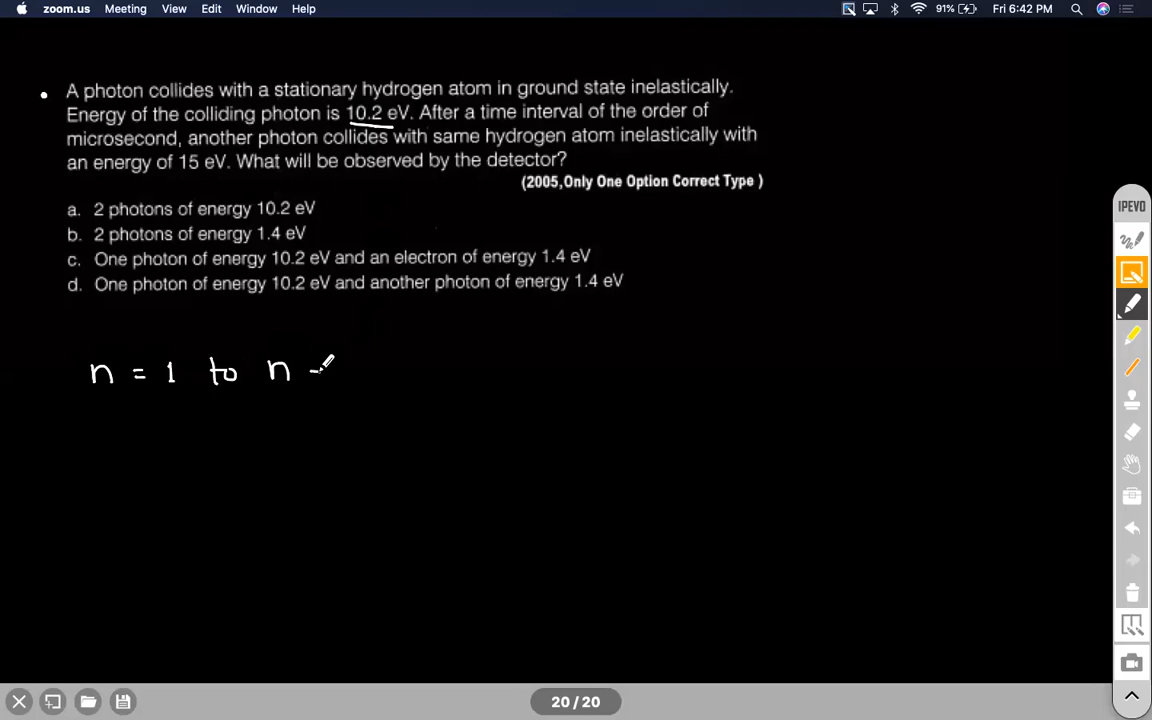 zoom.us Meeting View Edit Window Help 91% Fri 6:42 PM
• A photon collides with a stationary hydrogen atom in ground state inelastically.
Energy of the colliding photon is 10.2 eV. After a time interval of the order of
microsecond, another photon collides with same hydrogen atom inelastically with
an energy of 15 eV. What will be observed by the detector?
(2005,Only One Option Correct Type )
a. 2 photons of energy 10.2 eV
b. 2 photons of energy 1.4 eV
c. One photon of energy 10.2 eV and an electron of energy 1.4 eV
d. One photon of energy 10.2 eV and another photon of energy 1.4 eV
n = 1 to n -
IPEVO
20 / 20